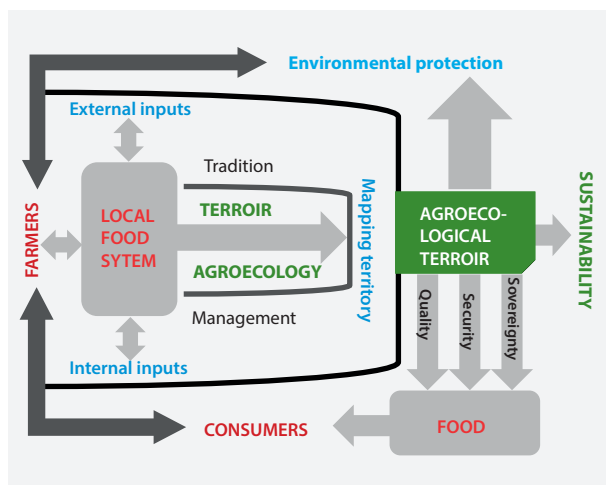 Environmental protection
External inputs
Tradition
TERROIR
LOCAL
FOOD
SYTEM
FARMERS
AGROECOLOGY
Mapping territory
AGROECO-
LOGICAL
TERROIR
SUSTAINABILITY
Management
Internal inputs
Quality
Security
Sovereignty
CONSUMERS
FOOD